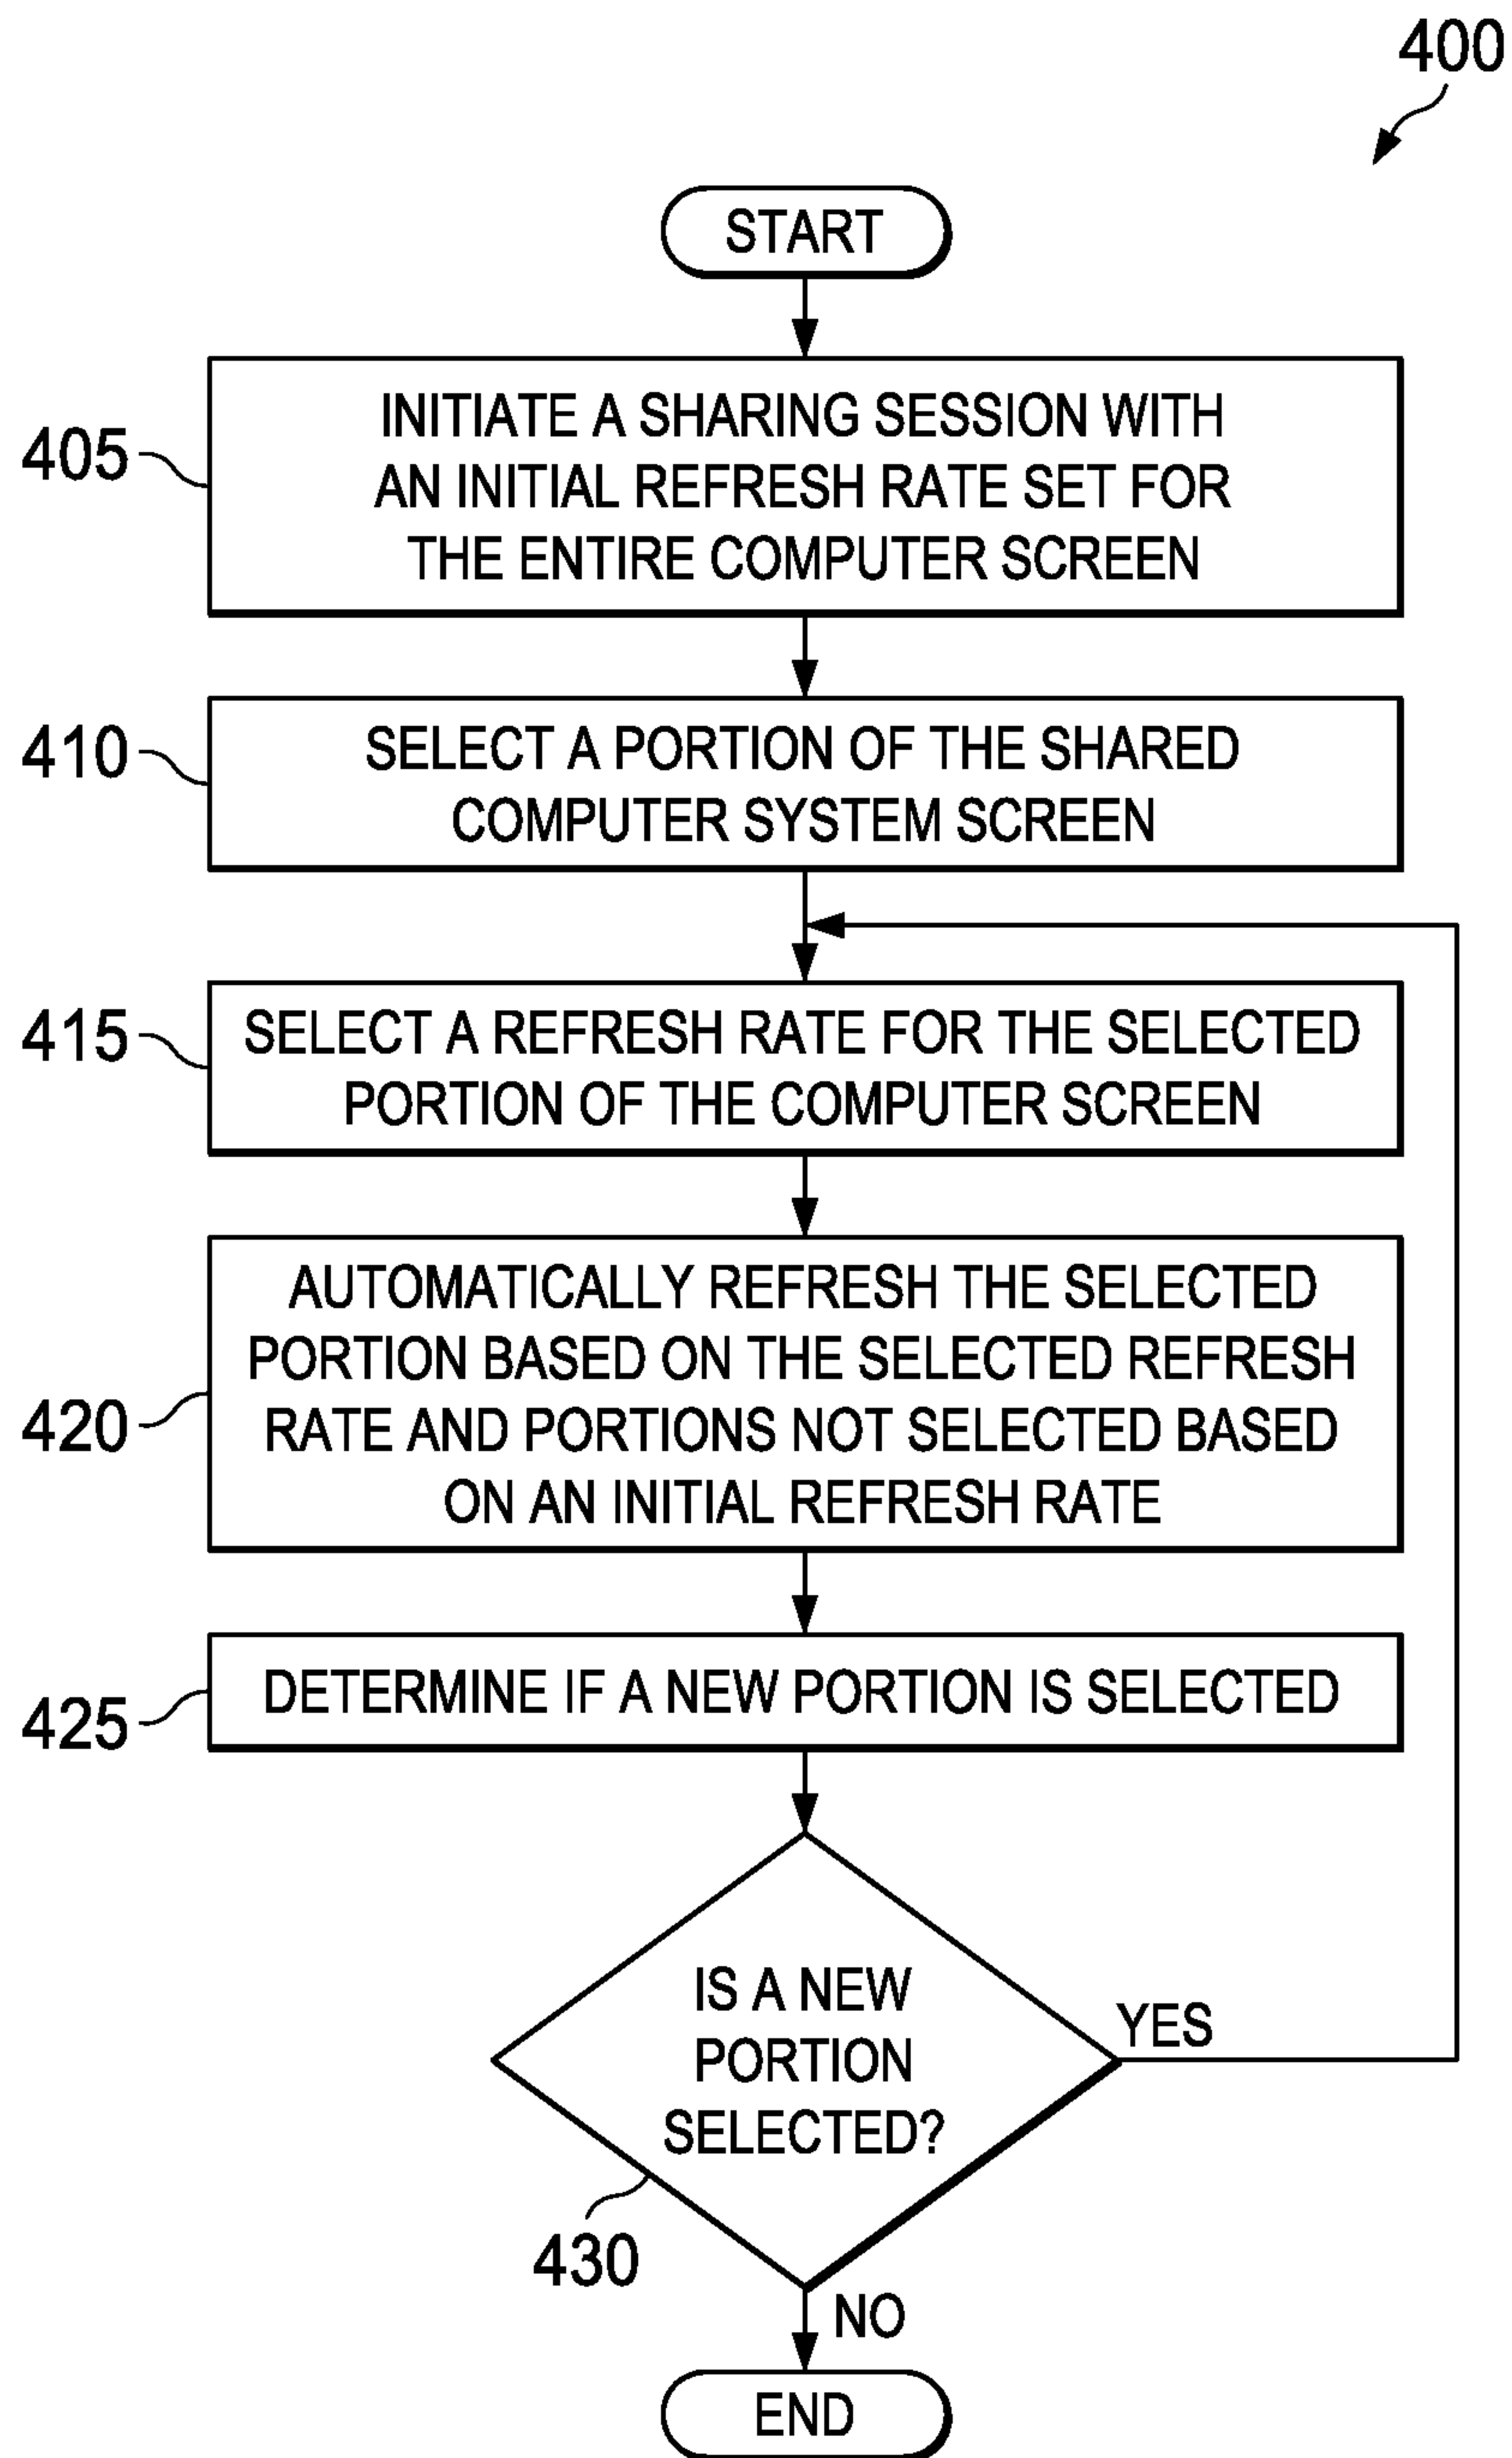 400
START
405
INITIATE A SHARING SESSION WITH
AN INITIAL REFRESH RATE SET FOR
THE ENTIRE COMPUTER SCREEN
410
SELECT A PORTION OF THE SHARED
COMPUTER SYSTEM SCREEN
415
SELECT A REFRESH RATE FOR THE SELECTED
PORTION OF THE COMPUTER SCREEN
420
AUTOMATICALLY REFRESH THE SELECTED
PORTION BASED ON THE SELECTED REFRESH
RATE AND PORTIONS NOT SELECTED BASED
ON AN INITIAL REFRESH RATE
425
DETERMINE IF A NEW PORTION IS SELECTED
IS A NEW
PORTION
SELECTED?
YES
430
NO
END